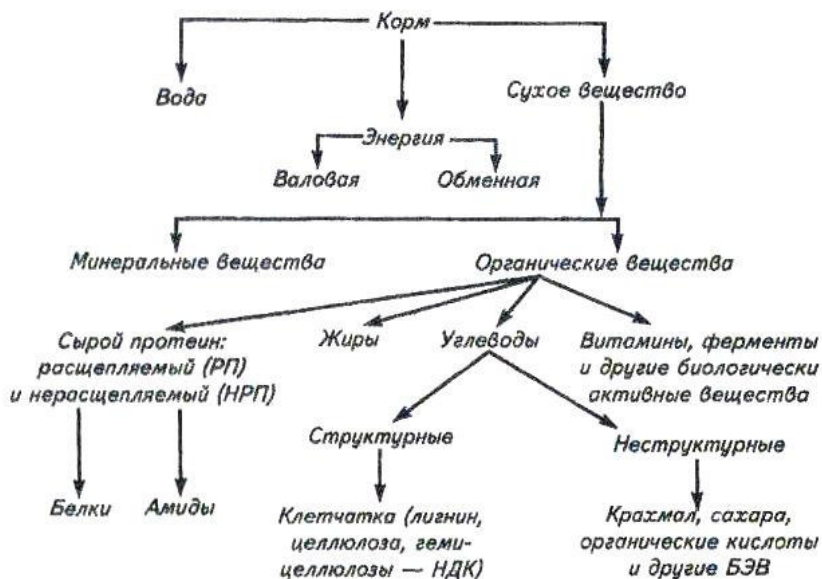 Корм
Вода
Сухое вещество
Энергия
Валовая
Обменная
Минеральные вещества
Органические вещества
Сырой протеин:
расщепляемый (РП)
и нерасщепляемый (НРП)
Жиры
Углеводы
Витамины, ферменты
и другие биологически
активные вещества
Структурные
Неструктурные
Белки
Амиды
Клетчатка (лигнин,
целлюлоза, геми-
целлюлозы — НДК)
Крахмал, сахара,
органические кислоты
и другие БЭВ